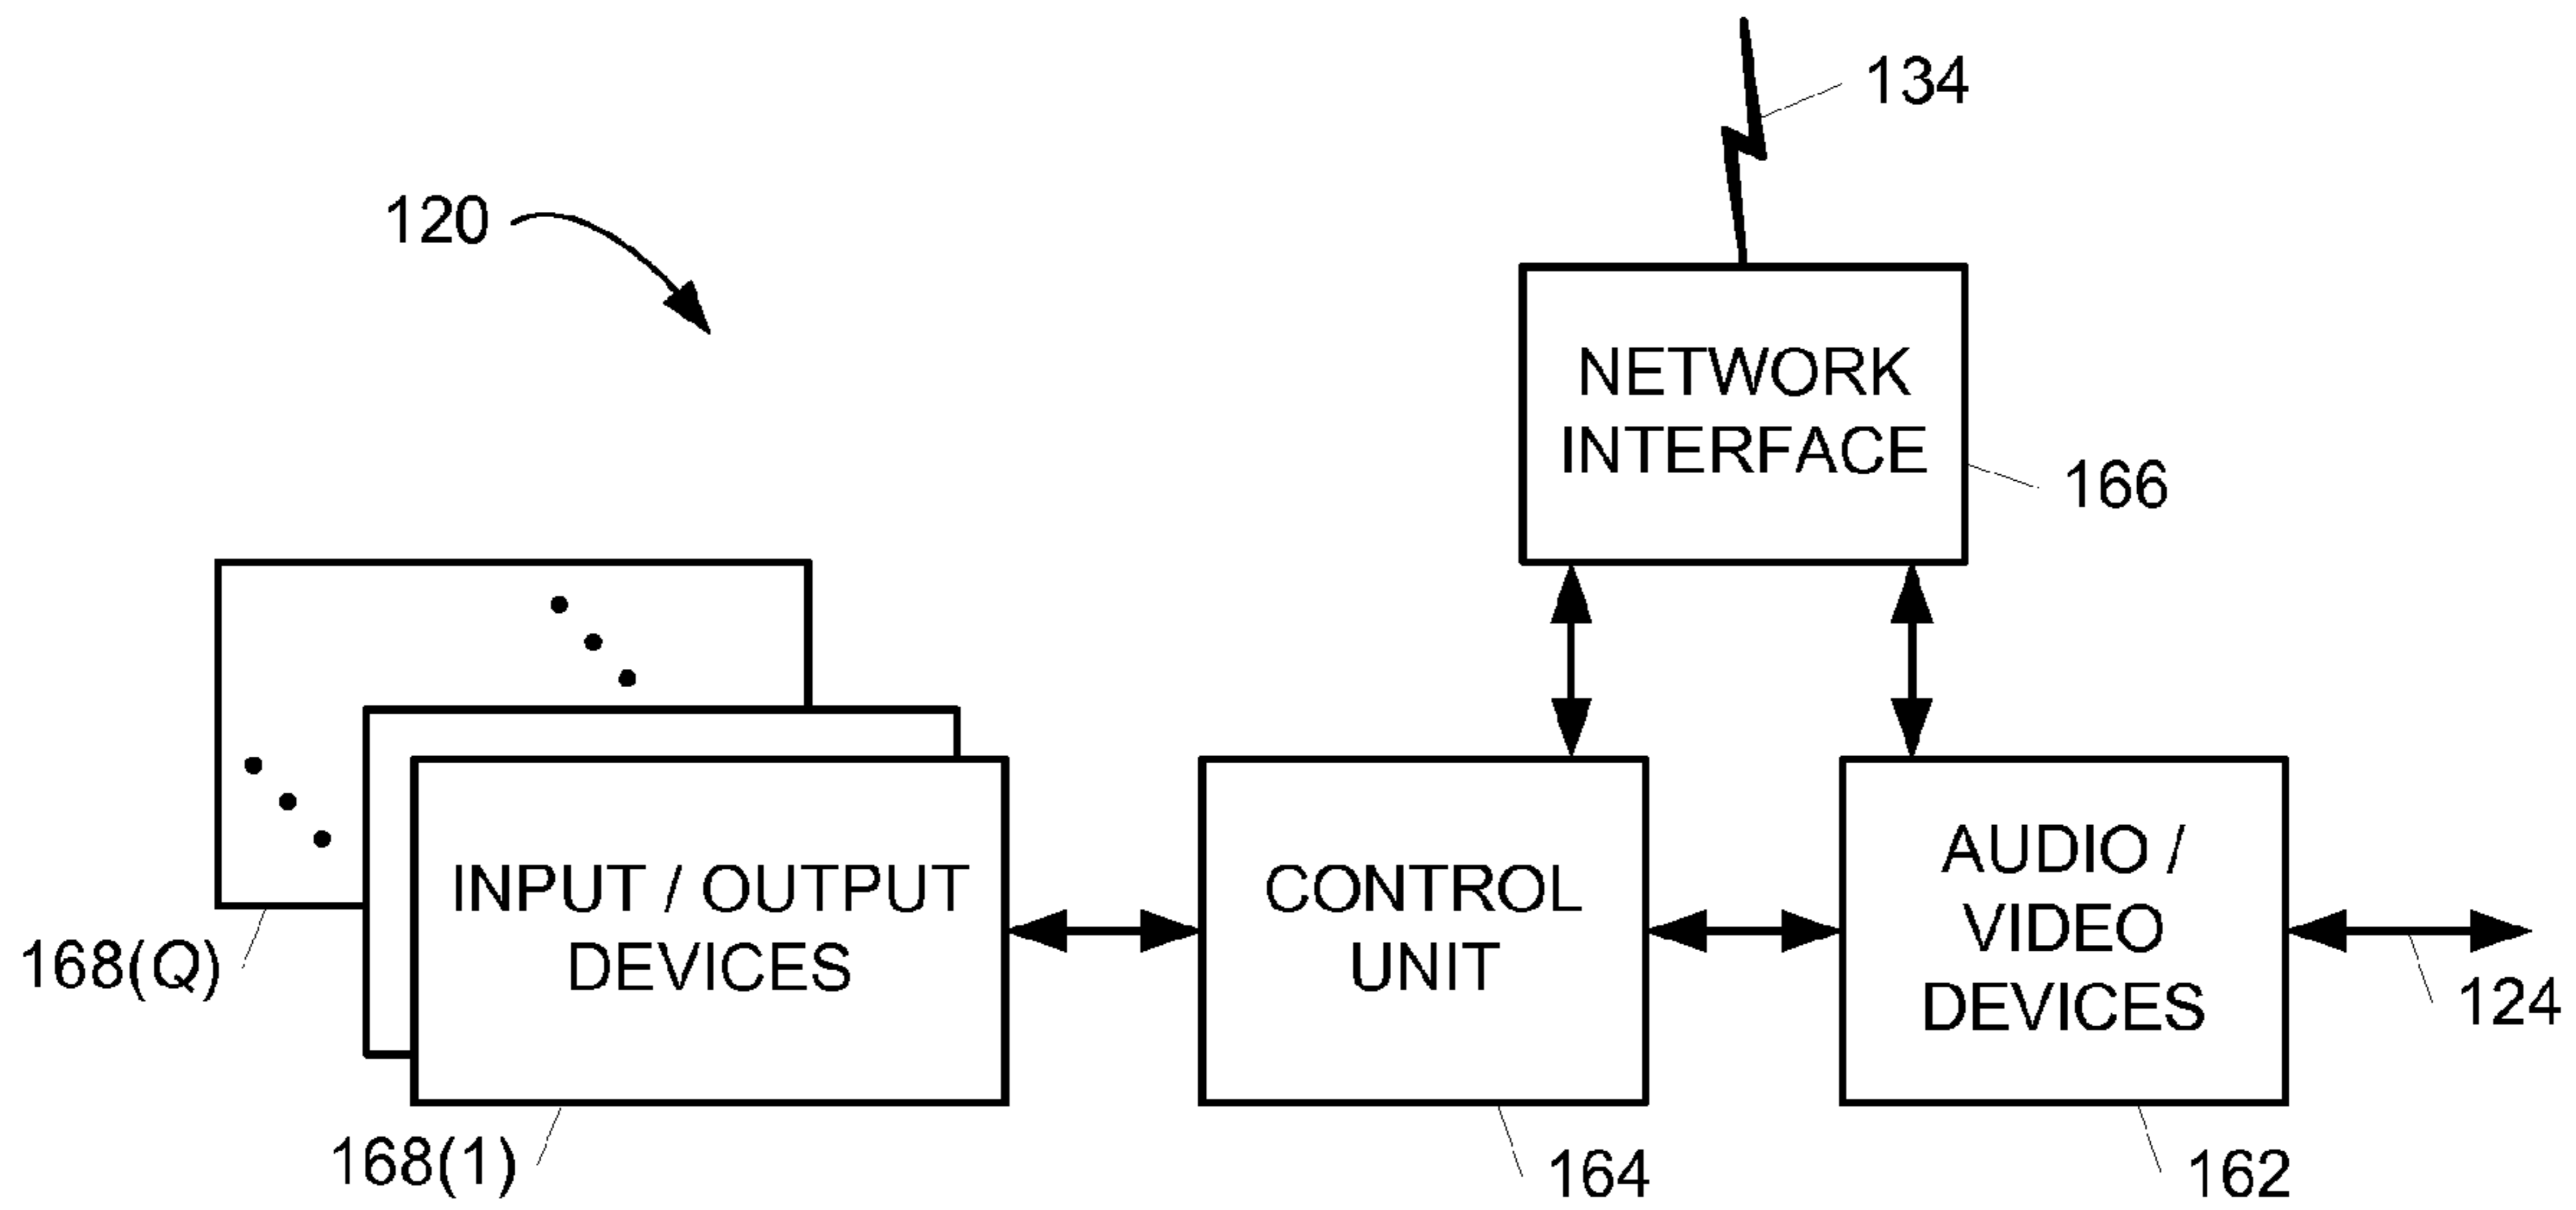 134
120
NETWORK
INTERFACE
166
INPUT / OUTPUT
DEVICES
168(Q)
168(1)
CONTROL
UNIT
164
AUDIO /
VIDEO
DEVICES
124
162